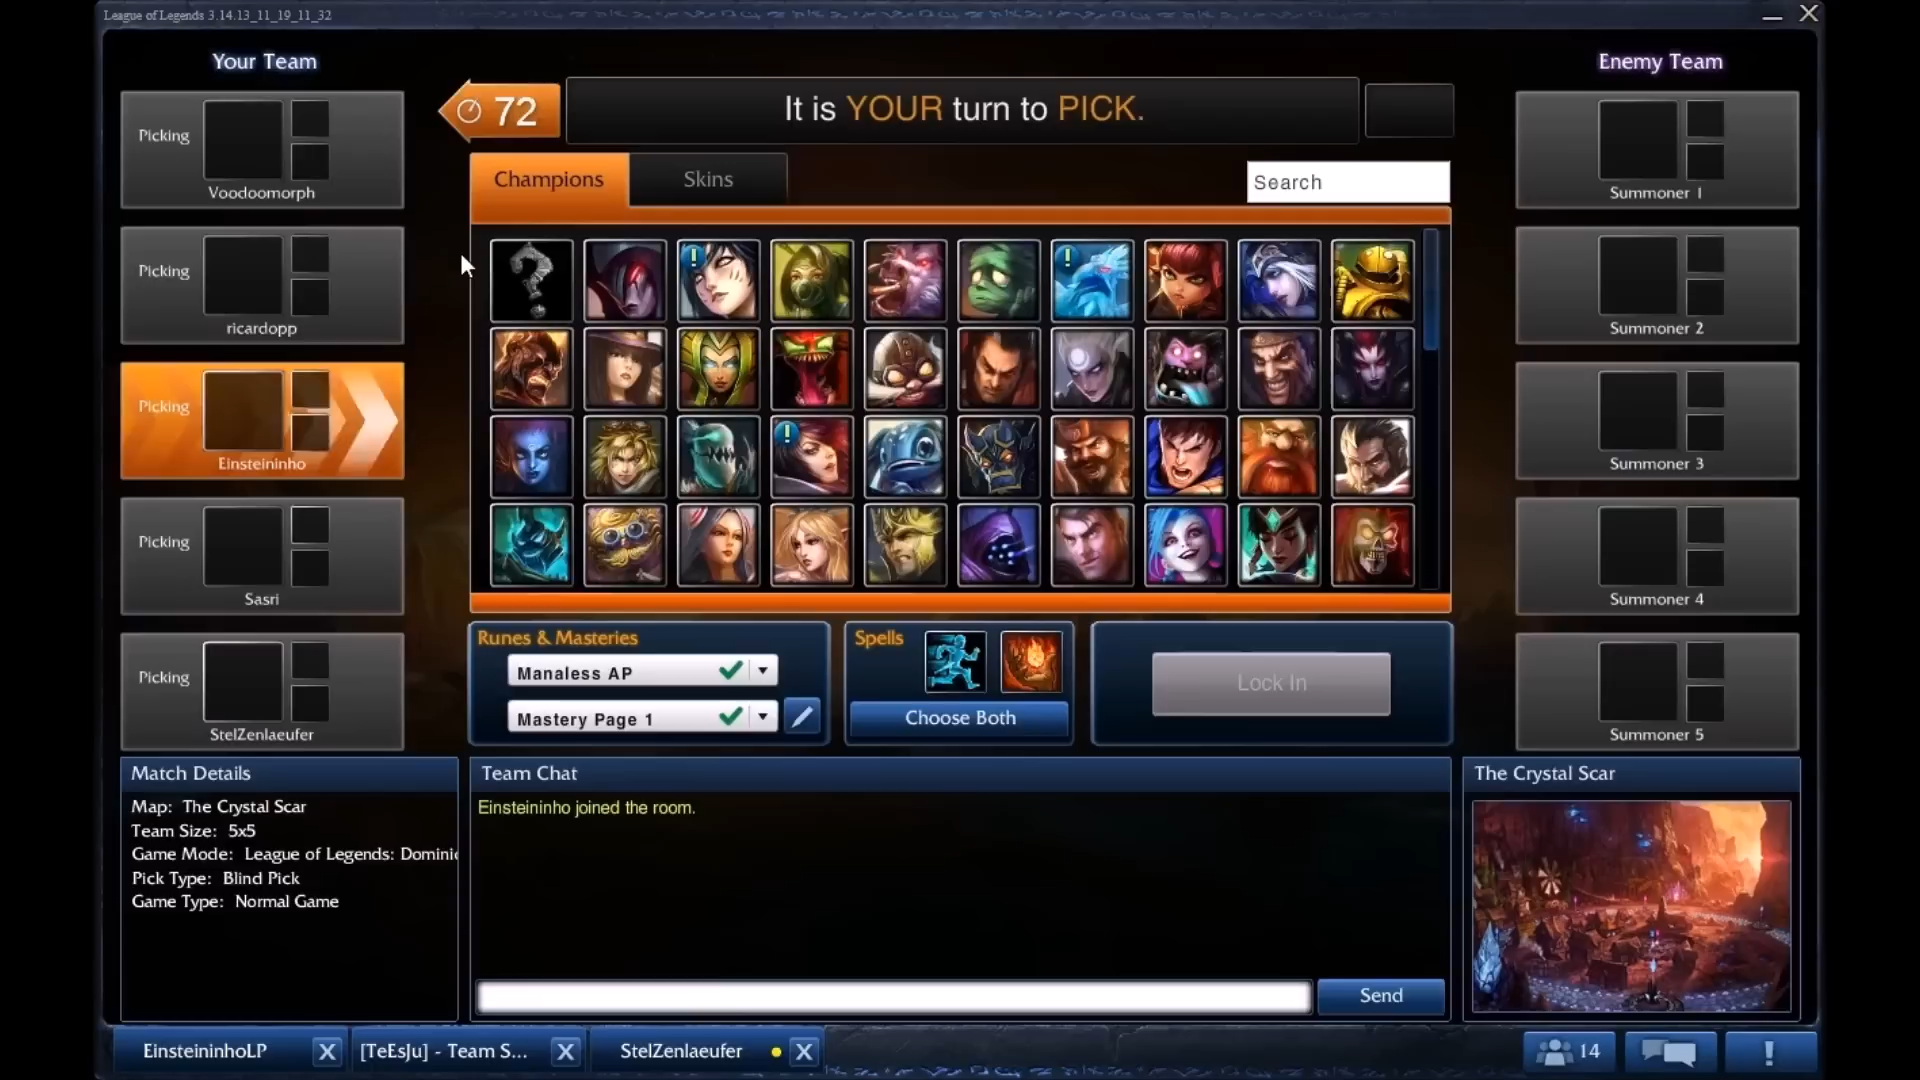 League of Legends 3.14.13_11_19_11_32
Your Team
Enemy Team
72
It is YOUR turn to PICK.
Picking
Voodoomorph
Picking
ricardopp
Picking
Einsteininho
Picking
Sasri
Picking
StelZenlaeufer
Champions
Skins
Search
!
!
!
Summoner 1
Summoner 2
Summoner 3
Summoner 4
Summoner 5
Runes & Masteries
Manaless AP
Mastery Page 1
Spells
Choose Both
Lock In
Match Details
Map: The Crystal Scar
Team Size: 5x5
Game Mode: League of Legends: Dominic
Pick Type: Blind Pick
Game Type: Normal Game
Team Chat
Einsteininho joined the room.
Send
The Crystal Scar
EinsteininhoLP
[TeEsJu] - Team S...
StelZenlaeufer
14
!